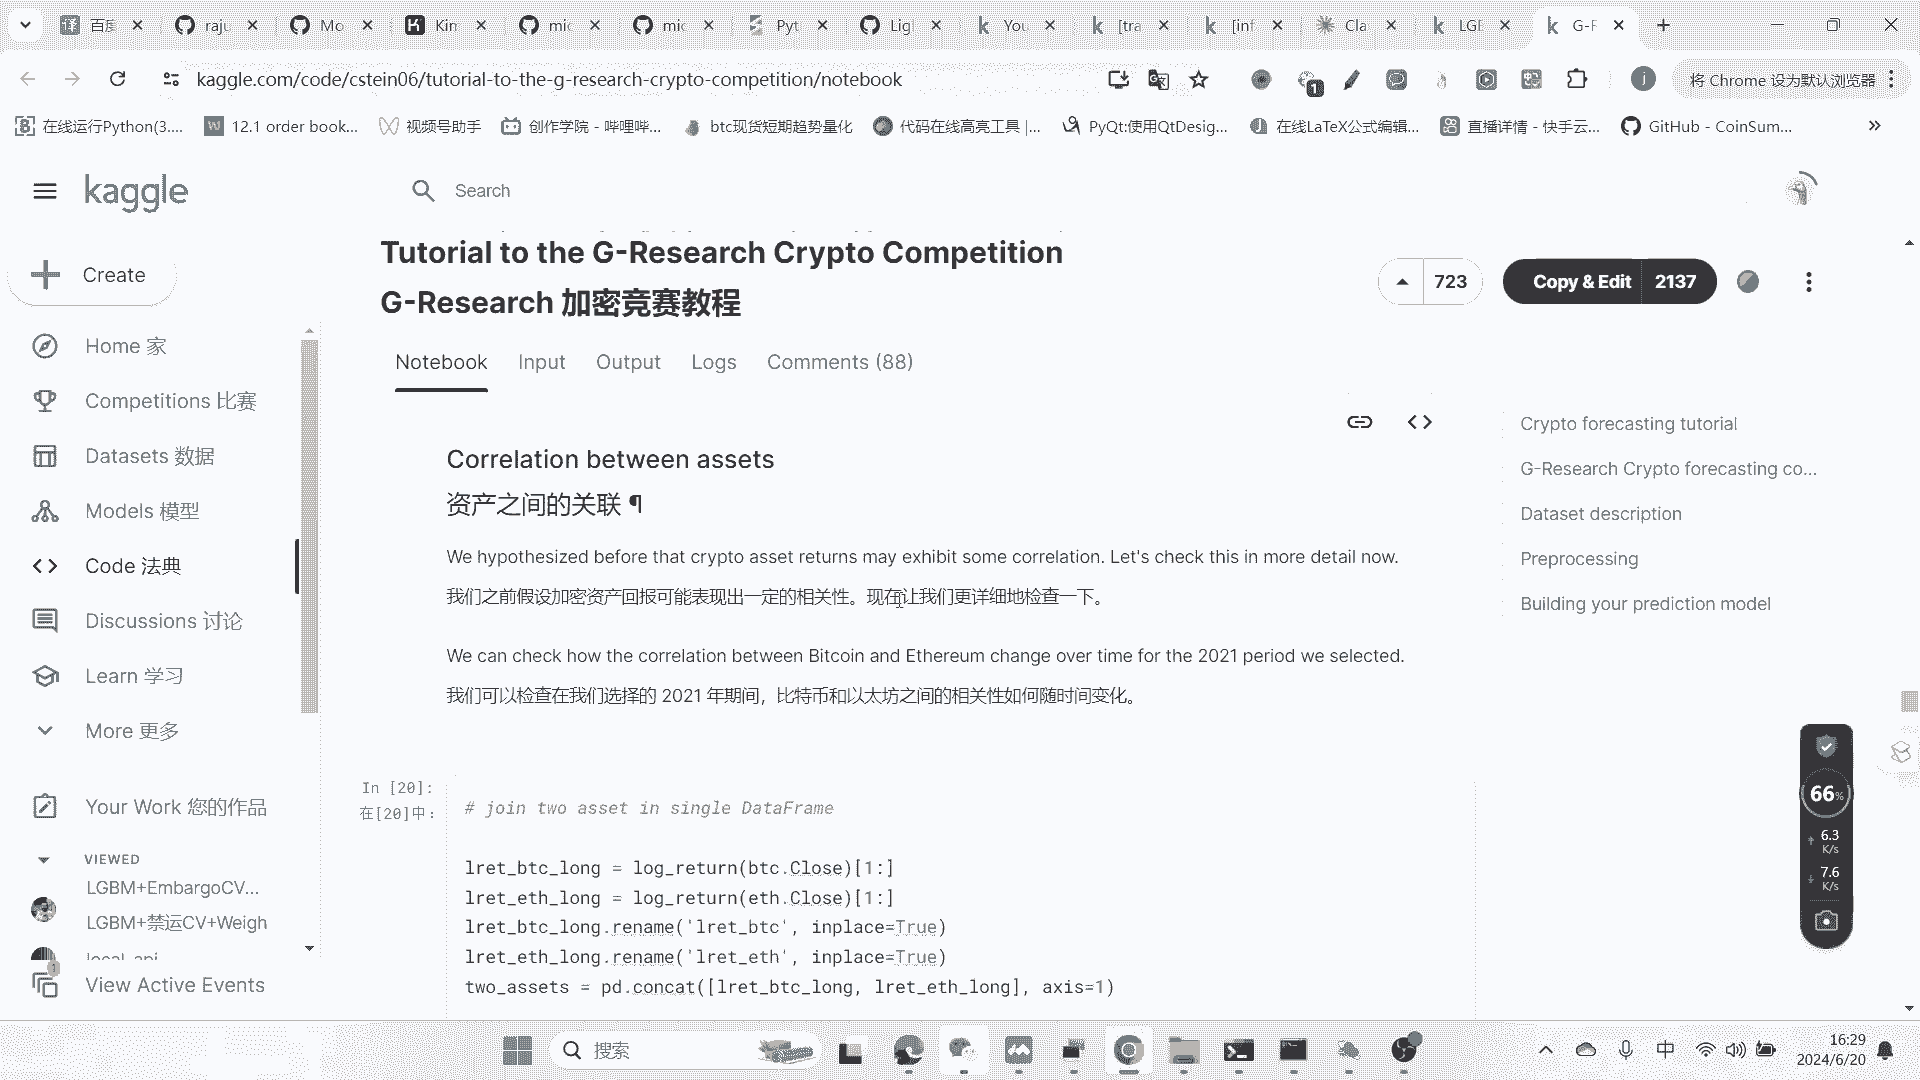 译 百度
raju
Mo
Kin
mic
mic
Pyt
Ligl
You
[tra
[inf
Cla
LGE
G-F
kaggle.com/code/cstein06/tutorial-to-the-g-research-crypto-competition/notebook
1
j
将 Chrome 设为默认浏览器
在线运行Python(3....
12.1 order book...
视频号助手
创作学院 - 哔哩哔...
btc现货短期趋势量化
代码在线高亮工具 |...
PyQt:使用QtDesig...
在线LaTeX公式编辑...
直播详情 - 快手云...
GitHub - CoinSum...
»
kaggle
Search
Tutorial to the G-Research Crypto Competition
G-Research 加密竞赛教程
723
Copy & Edit 2137
Create
Home 家
Competitions 比赛
Datasets 数据
Models 模型
Code 法典
Discussions 讨论
Learn 学习
More 更多
Your Work 您的作品
VIEWED
LGBM+EmbargoCV...
LGBM+禁运CV+Weigh
local_api
1
View Active Events
Notebook
Input
Output
Logs
Comments (88)
Correlation between assets
资产之间的关联 ¶
We hypothesized before that crypto asset returns may exhibit some correlation. Let's check this in more detail now.
我们之前假设加密资产回报可能表现出一定的相关性。现在让我们更详细地检查一下。
We can check how the correlation between Bitcoin and Ethereum change over time for the 2021 period we selected.
我们可以检查在我们选择的 2021 年期间，比特币和以太坊之间的相关性如何随时间变化。
In [20]:
在[20]中：
# join two asset in single DataFrame
lret_btc_long = log_return(btc.Close)[1:]
lret_eth_long = log_return(eth.Close)[1:]
lret_btc_long.rename('lret_btc', inplace=True)
lret_eth_long.rename('lret_eth', inplace=True)
two_assets = pd.concat([lret_btc_long, lret_eth_long], axis=1)
Crypto forecasting tutorial
G-Research Crypto forecasting co...
Dataset description
Preprocessing
Building your prediction model
66%
6.3
K/s
7.6
K/s
搜索
中
16:29
2024/6/20